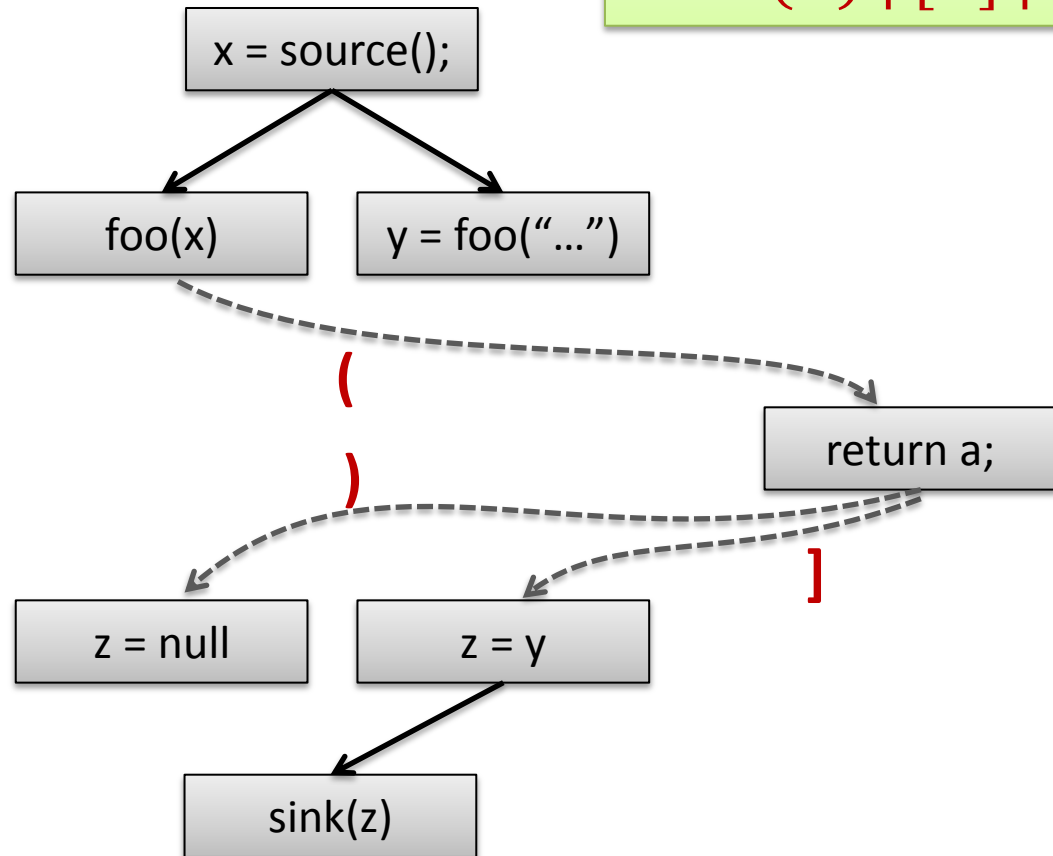 x = source();
foo(x)
y = foo(“…”)
(
return a;
)
]
z = null
z = y
sink(z)